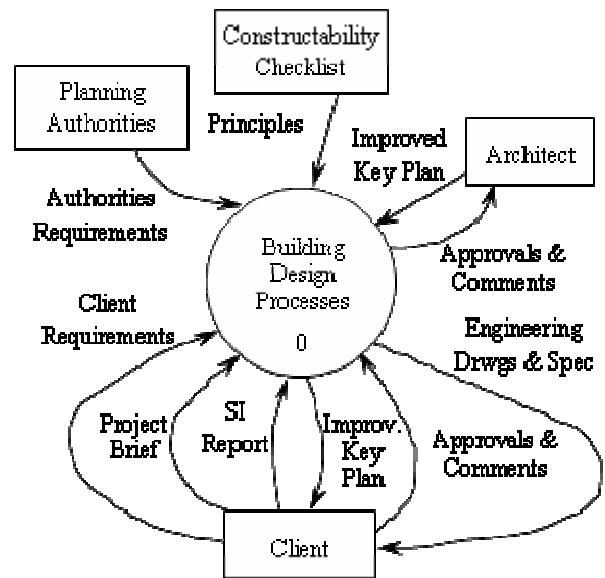 Constructability
Checklist
Planning
Authorities
Principles
Improved
Key Plan
Architect
Authorities
Requirements
Building
Design
Processes
0
Approvals &
Comments
Client
Requirements
Engineering
Drwgs & Spec
Project
Brief
SI
Report
Improv.
Key
Plan
Approvals &
Comments
Client